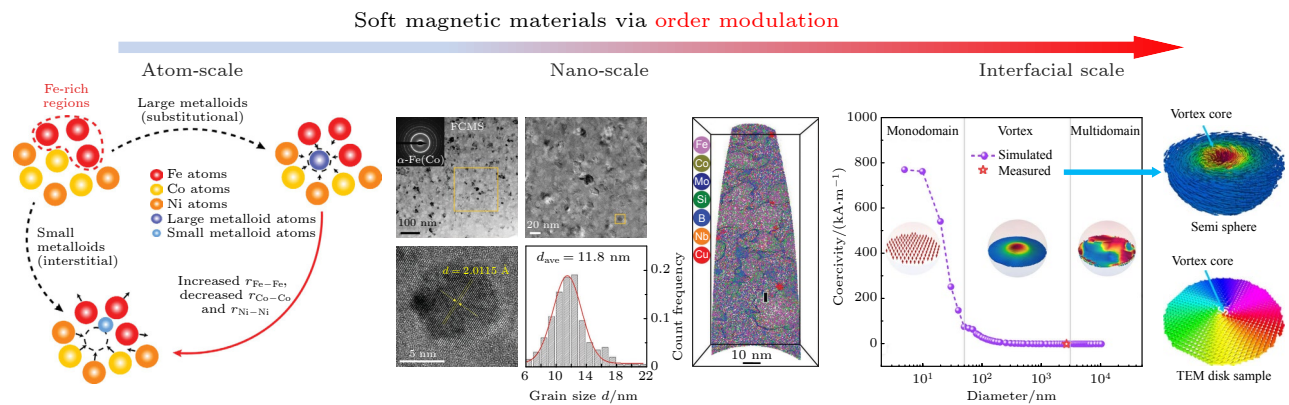 Soft magnetic materials via order modulation
Atom-scale
Nano-scale
Interfacial scale
Fe-rich
regions
Large metalloids
(substitutional)
Fe atoms
Co atoms
Ni atoms
Large metalloid atoms
Small metalloid atoms
Small
metalloids
(interstitial)
Increased r_Fe−Fe,
decreased r_Co−Co
and r_Ni−Ni
FCMS
α-Fe(Co)
100 nm
20 nm
d = 2.0115 A
5 nm
d_ave = 11.8 nm
0.2
0.1
0
Count frequency
6 10 14 18 22
Grain size d/nm
Fe
Co
Mo
Si
B
Nb
Cu
10 nm
Monodomain
Vortex
Multidomain
Simulated
Measured
1000
800
600
400
200
0
Coercivity/(kA·m⁻¹)
10¹ 10² 10³ 10⁴
Diameter/nm
Vortex core
Semi sphere
Vortex core
TEM disk sample